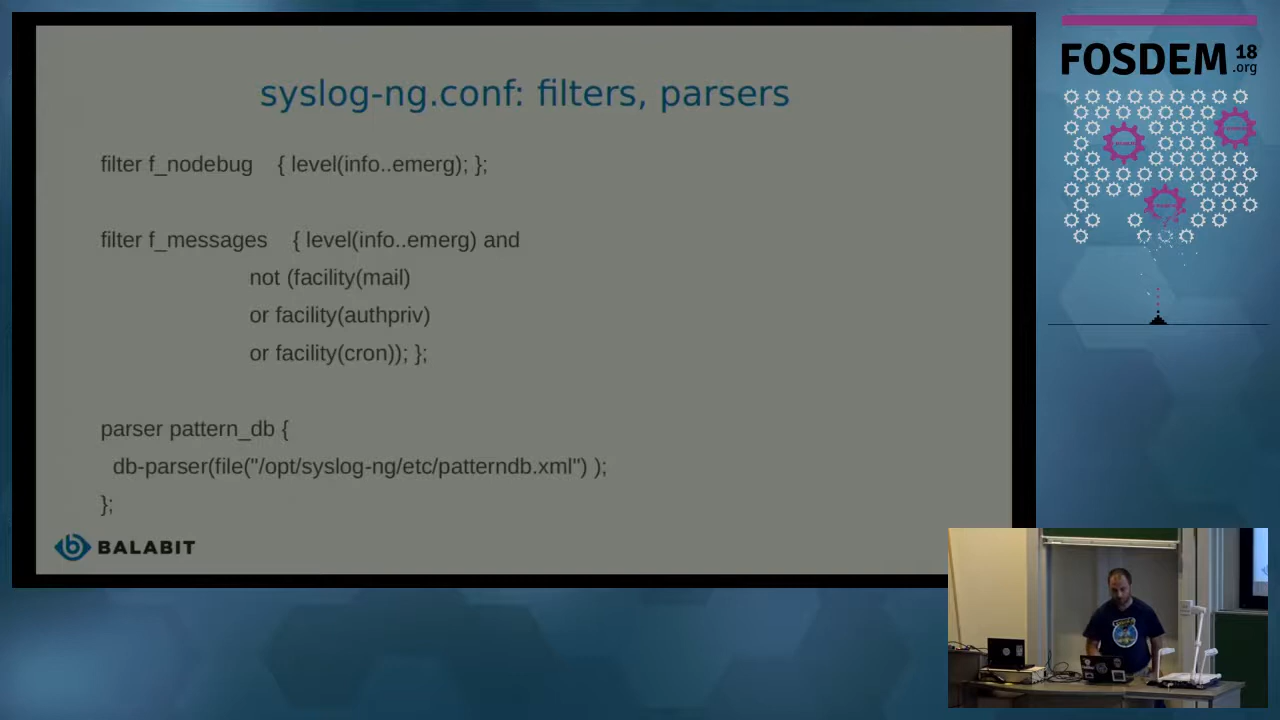 syslog-ng.conf: filters, parsers
filter f_nodebug { level(info..emerg); };
filter f_messages { level(info..emerg) and
not (facility(mail)
or facility(authpriv)
or facility(cron)); };
parser pattern_db {
db-parser(file("/opt/syslog-ng/etc/patterndb.xml") );
};
BALABIT
FOSDEM 18
.org